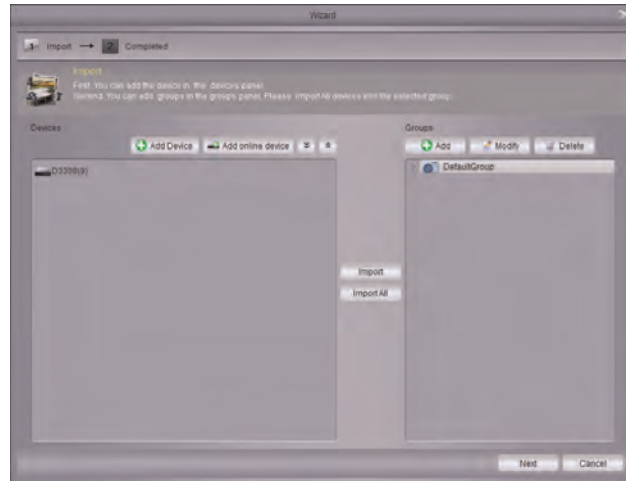 Wizard
1 Import → 2 Completed
Import
First, You can add the device in the devices panel.
Second, You can add groups in the groups panel, Please Import All devices into the selected group.
Devices
Groups
Add Device
Add online device
Add
Modify
Delete
DefaultGroup
Import
Import All
Next
Cancel